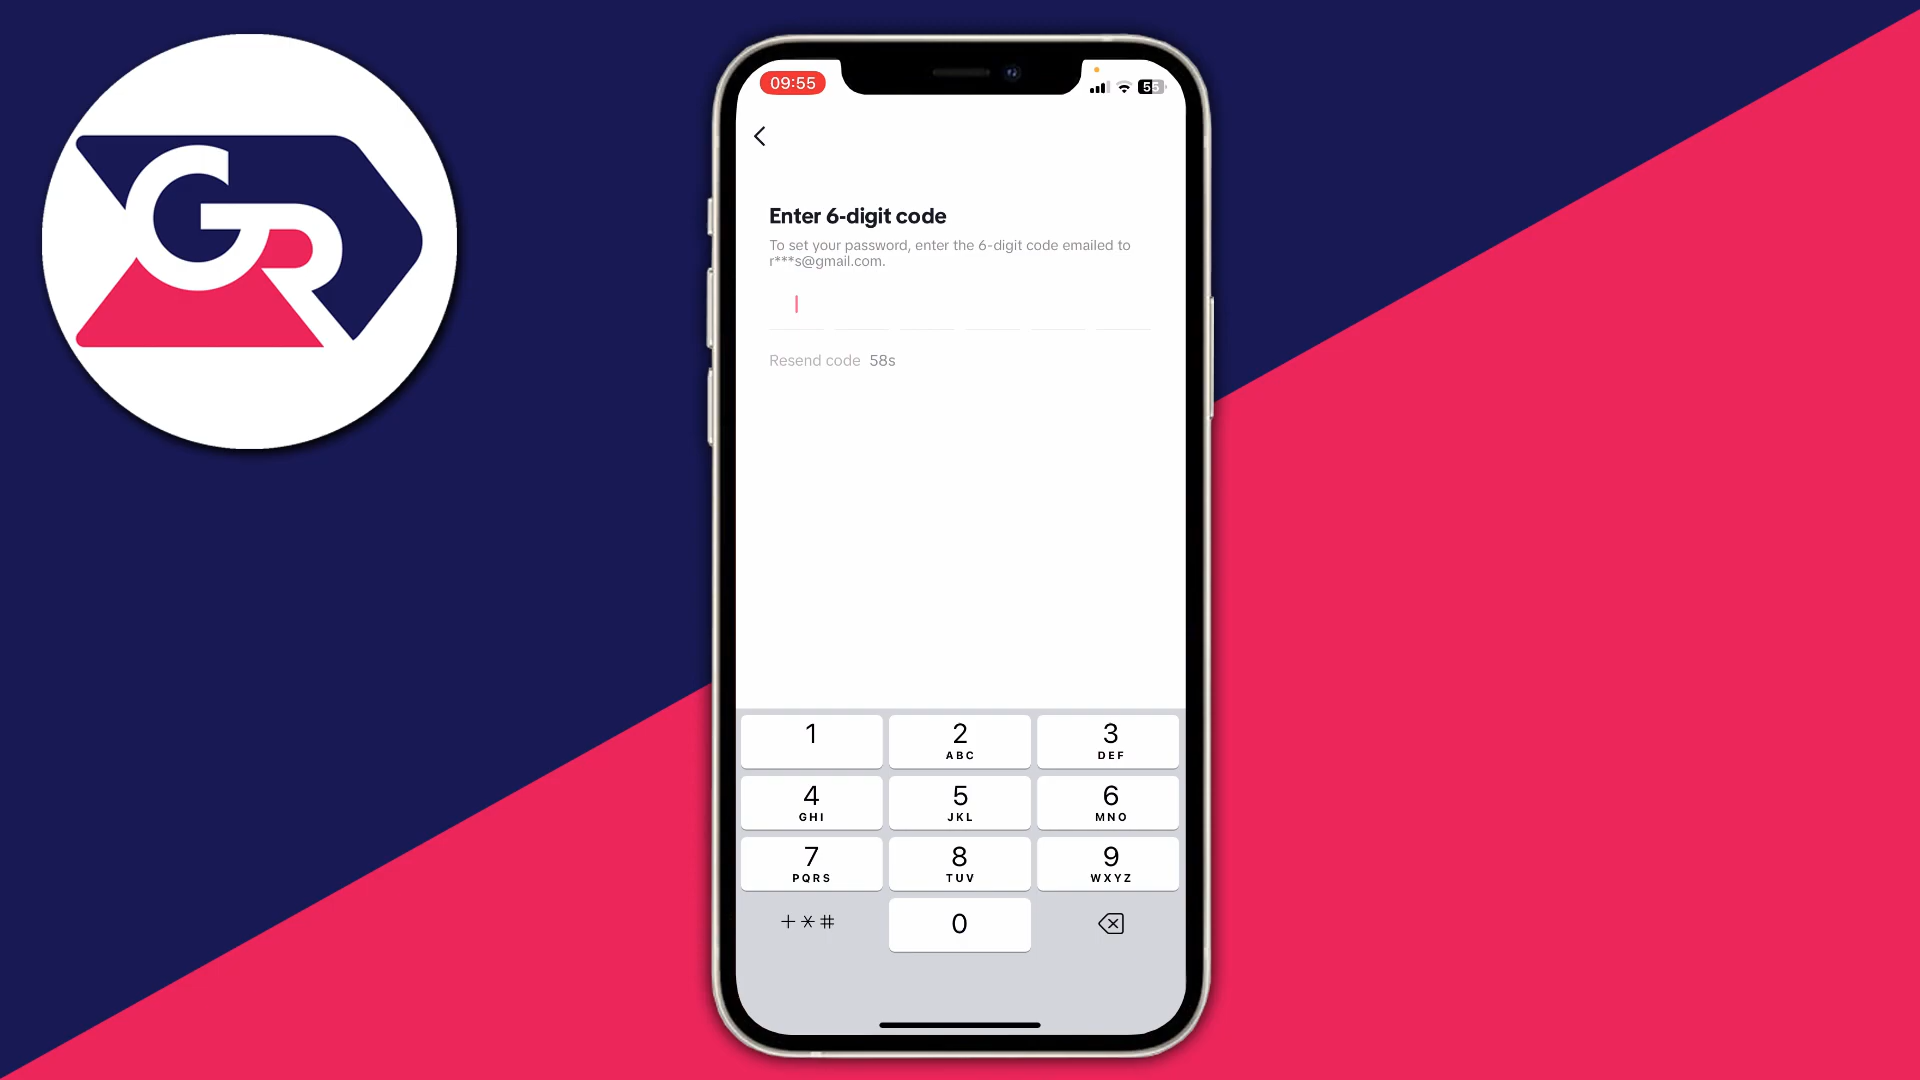 GR
09:55
55
Enter 6-digit code
To set your password, enter the 6-digit code emailed to
r***s@gmail.com.
Resend code 58s
1 2 3
ABC DEF
4 5 6
GHI JKL MNO
7 8 9
PQRS TUV WXYZ
+*# 0